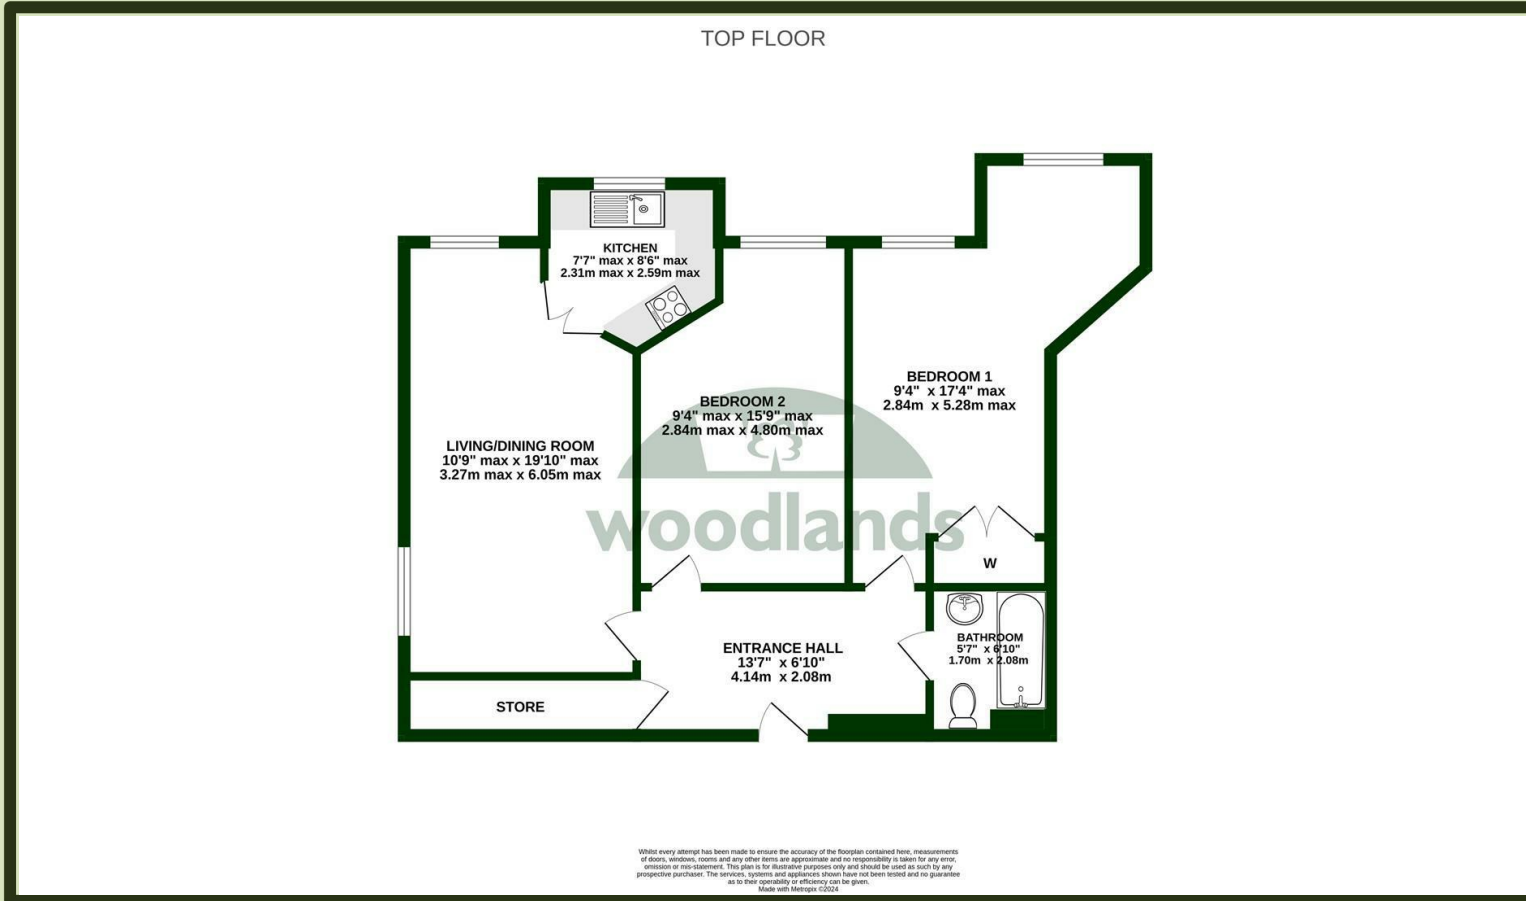 TOP FLOOR
KITCHEN
7'7" max x 8'6" max
2.31m max x 2.59m max
BEDROOM 1
9'4" x 17'4" max
2.84m x 5.28m max
BEDROOM 2
9'4" max x 15'9" max
2.84m max x 4.80m max
LIVING/DINING ROOM
10'9" max x 19'10" max
3.27m max x 6.05m max
woodlands
W
ENTRANCE HALL
13'7" x 6'10"
4.14m x 2.08m
BATHROOM
5'7" x 6'10"
1.70m x 2.08m
STORE
Whilst every attempt has been made to ensure the accuracy of the floorplan contained here, measurements
of doors, windows, rooms and any other items are approximate and no responsibility is taken for any error,
omission or mis-statement. This plan is for illustrative purposes only and should be used as such by any
prospective purchaser. The services, systems and appliances shown have not been tested and no guarantee
as to their operability or efficiency can be given.
Made with Metropix ©2024